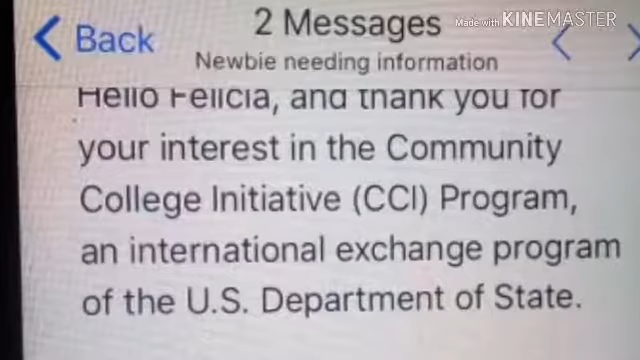 Back
2 Messages
Made with KINEMASTER
Newbie needing information
Hello Felicia, and thank you for
your interest in the Community
College Initiative (CCI) Program,
an international exchange program
of the U.S. Department of State.